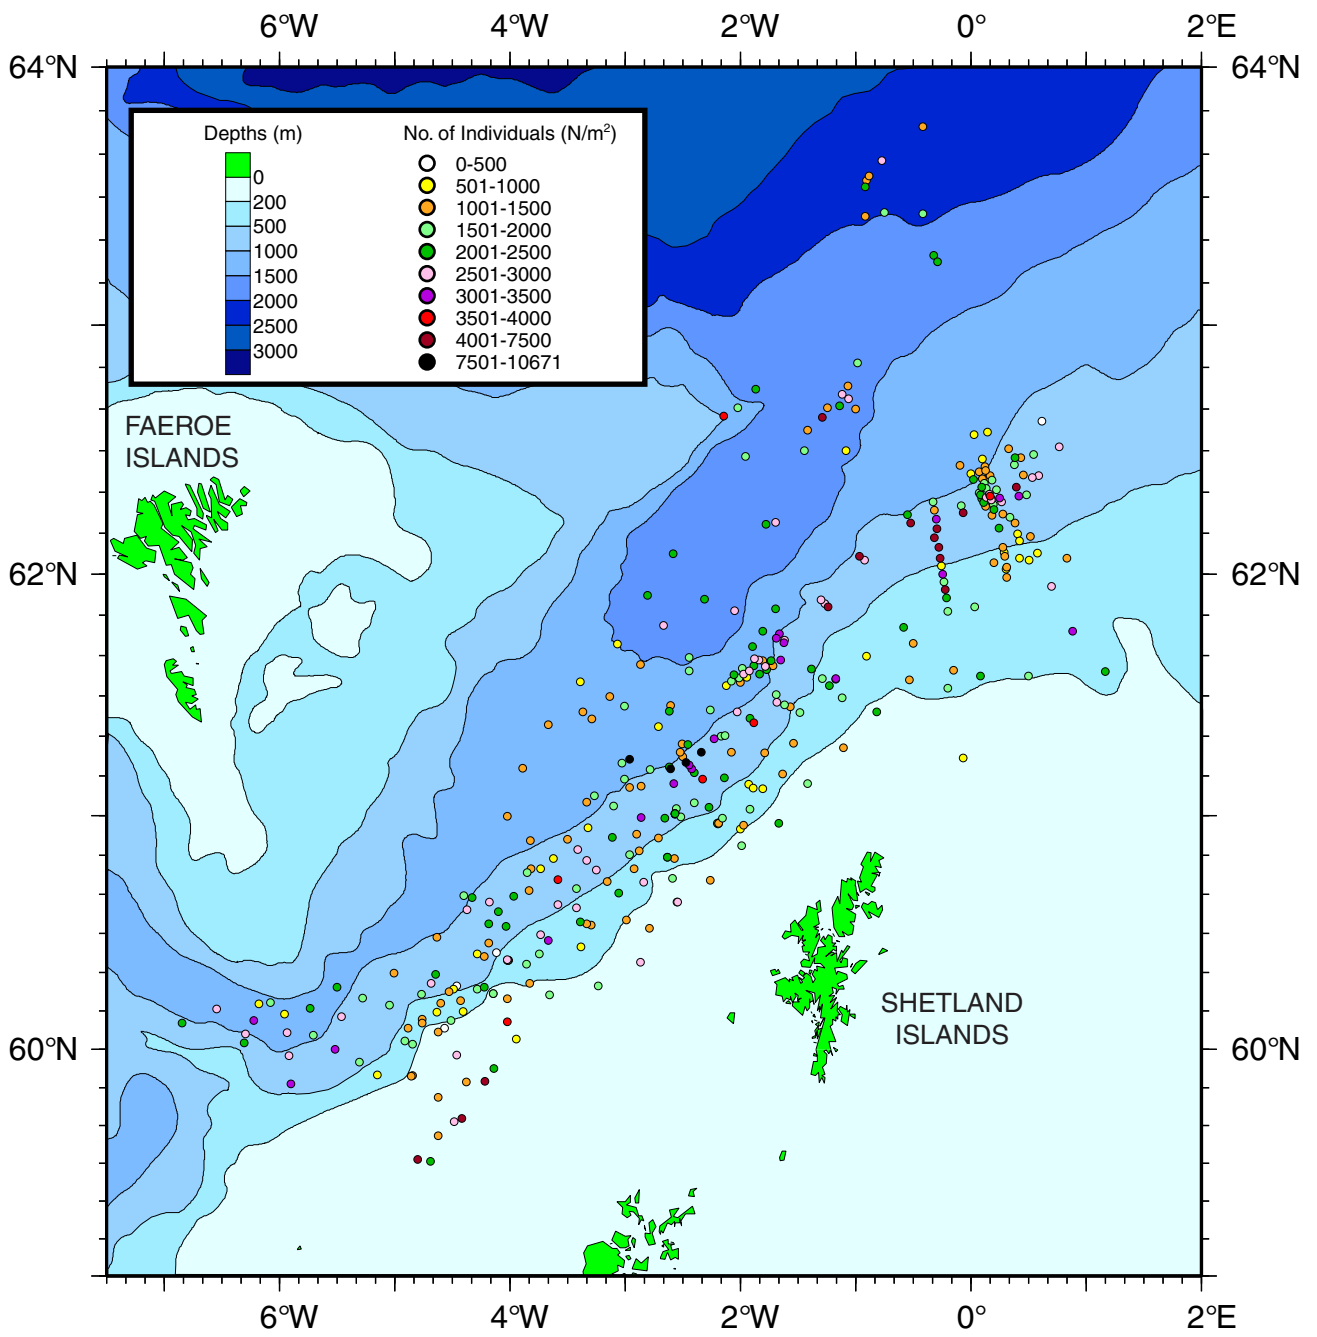 6°W 4°W 2°W 0° 2°E
64°N 64°N
Depths (m) No. of Individuals (N/m²)
0
200
500
1000
1500
2000
2500
3000
0-500
501-1000
1001-1500
1501-2000
2001-2500
2501-3000
3001-3500
3501-4000
4001-7500
7501-10671
FAEROE
ISLANDS
62°N 62°N
SHETLAND
ISLANDS
60°N 60°N
6°W 4°W 2°W 0° 2°E